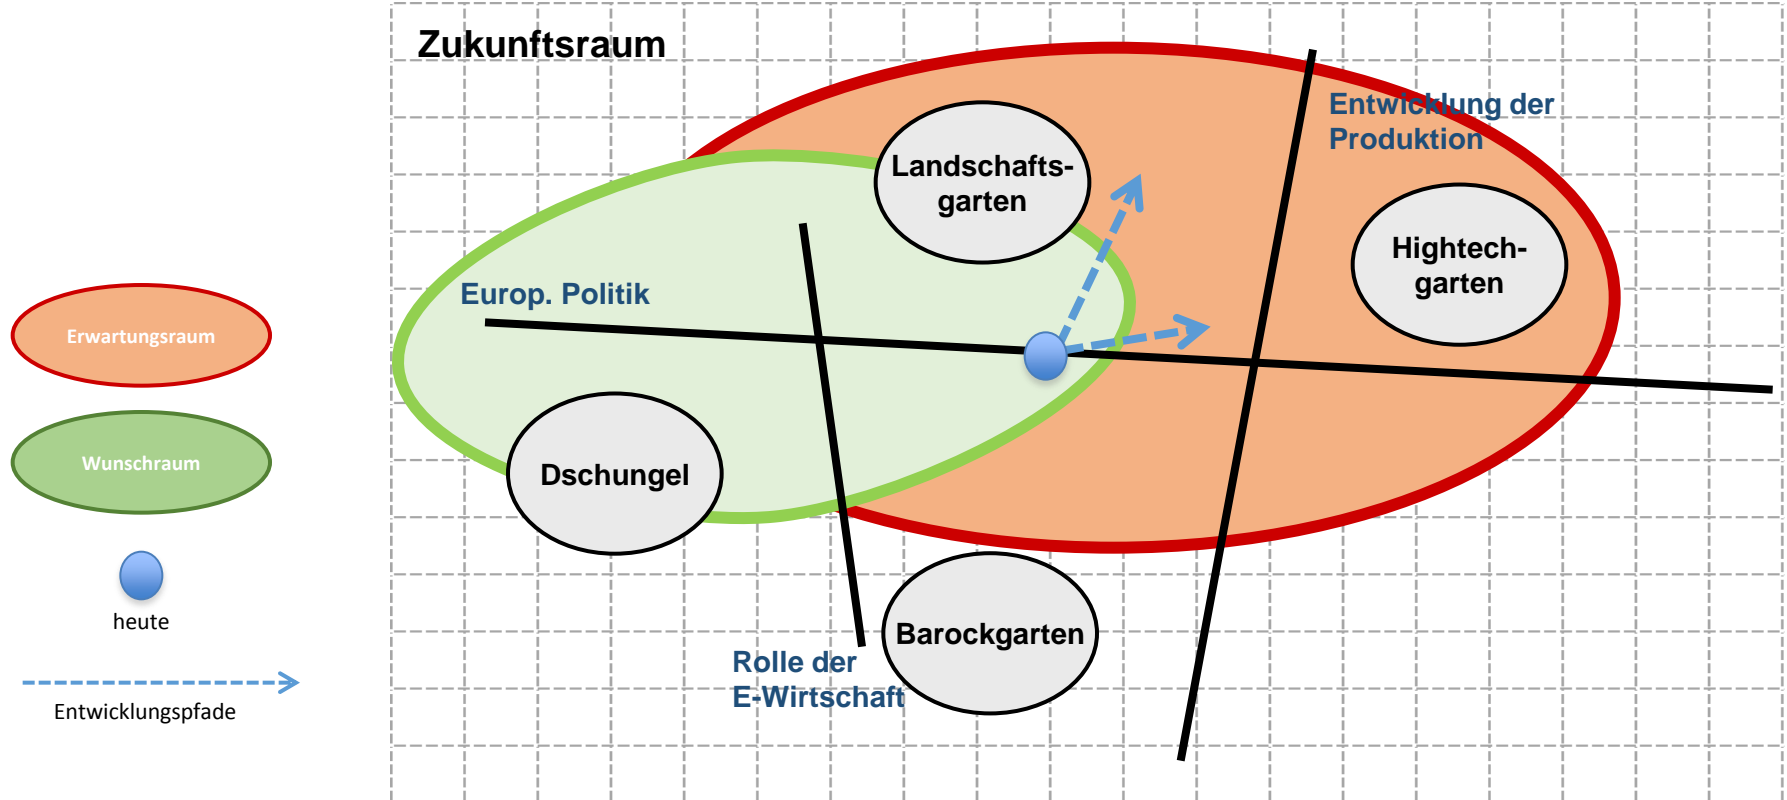 Zukunftsraum
Entwicklung der
Produktion
Landschafts-
garten
Hightech-
garten
Europ. Politik
Erwartungsraum
Wunschraum
Dschungel
heute
Barockgarten
Rolle der
E-Wirtschaft
Entwicklungspfade